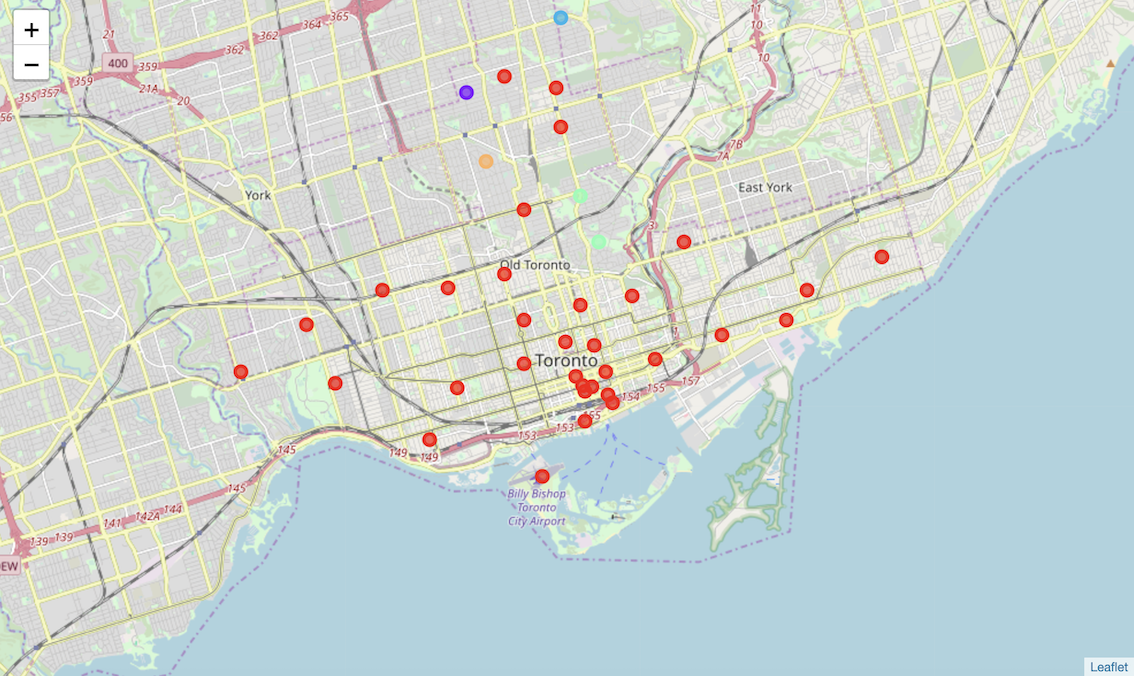 +
−
21
400
359
359
362
362
364
365
21A
20
355
357
359
56
11
10
10
7B
7A
3
1
York
East York
Old Toronto
Toronto
157
155
154
155
153
153
149
149
145
145
144
142A
141
139
139
EW
Billy Bishop
Toronto
City Airport
Leaflet